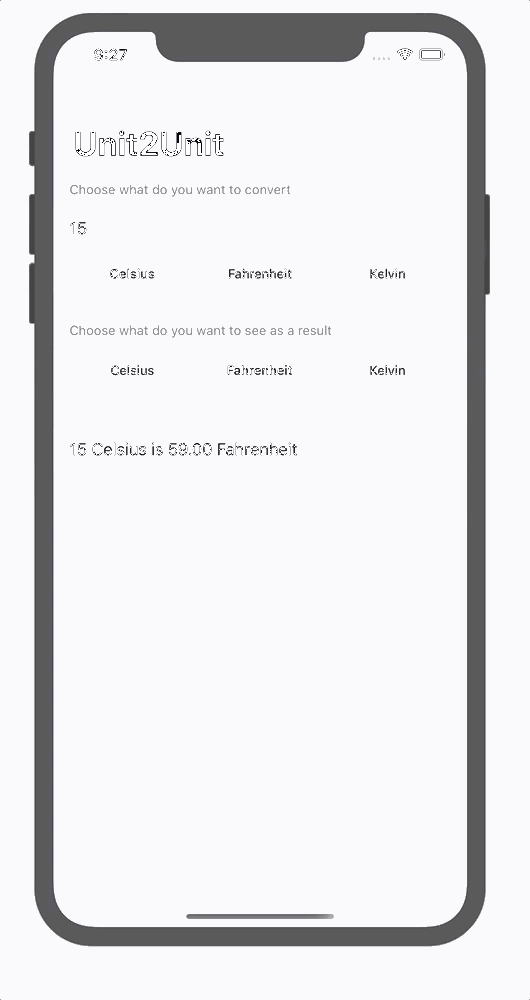 9:27
Unit2Unit
Choose what do you want to convert
15
Celsius Fahrenheit Kelvin
Choose what do you want to see as a result
Celsius Fahrenheit Kelvin
15 Celsius is 59.00 Fahrenheit